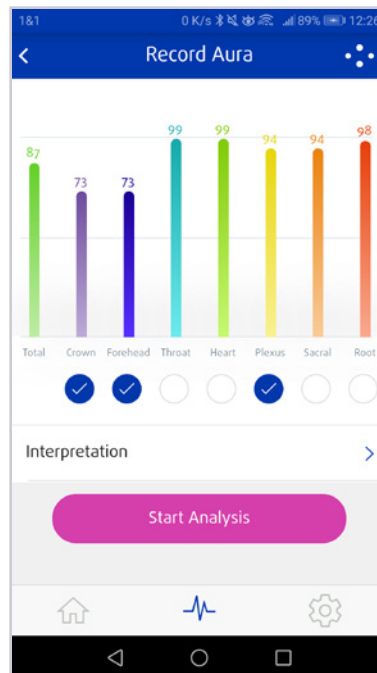 1&1 0 K/s 89% 12:26
Record Aura
87 73 73 99 99 94 94 98
Total Crown Forehead Throat Heart Plexus Sacral Root
Interpretation
Start Analysis